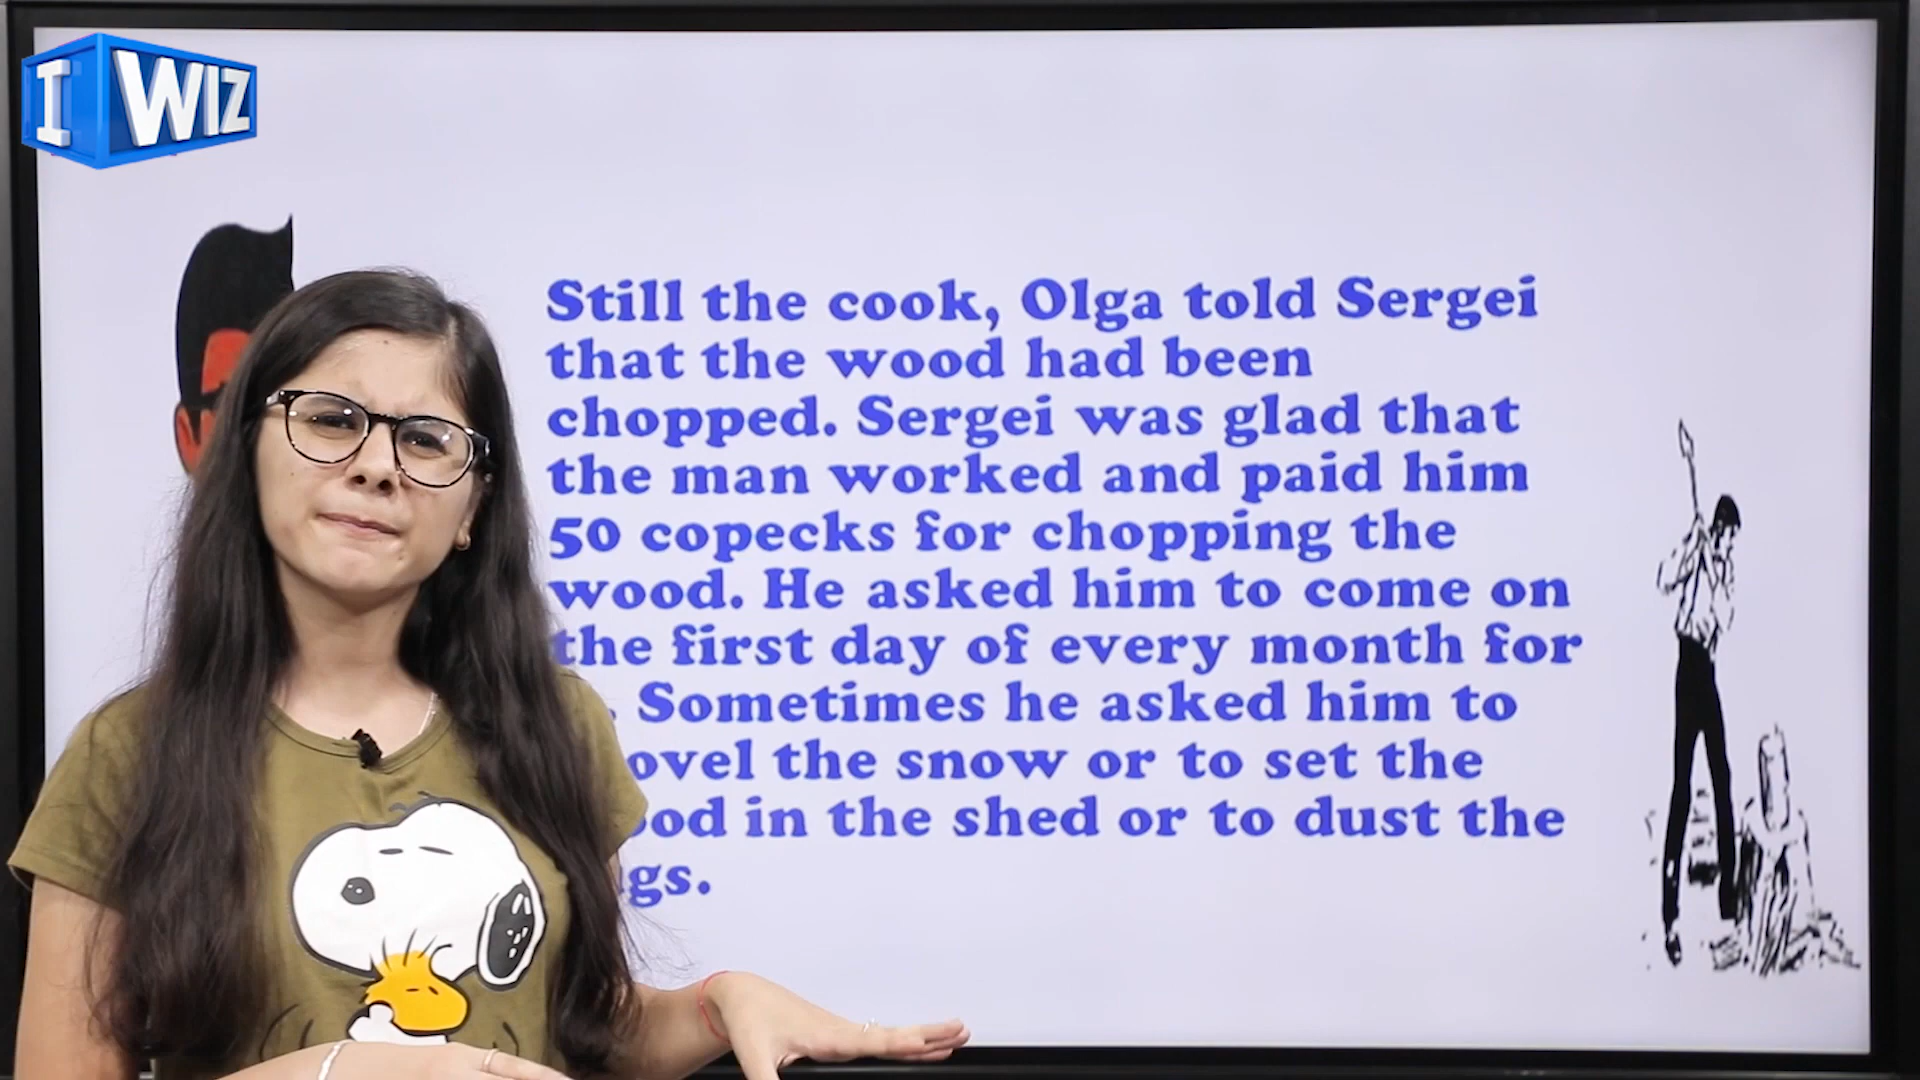 I WIZ
Still the cook, Olga told Sergei
that the wood had been
chopped. Sergei was glad that
the man worked and paid him
50 copecks for chopping the
wood. He asked him to come on
the first day of every month for
Sometimes he asked him to
the snow or to set the
in the shed or to dust the